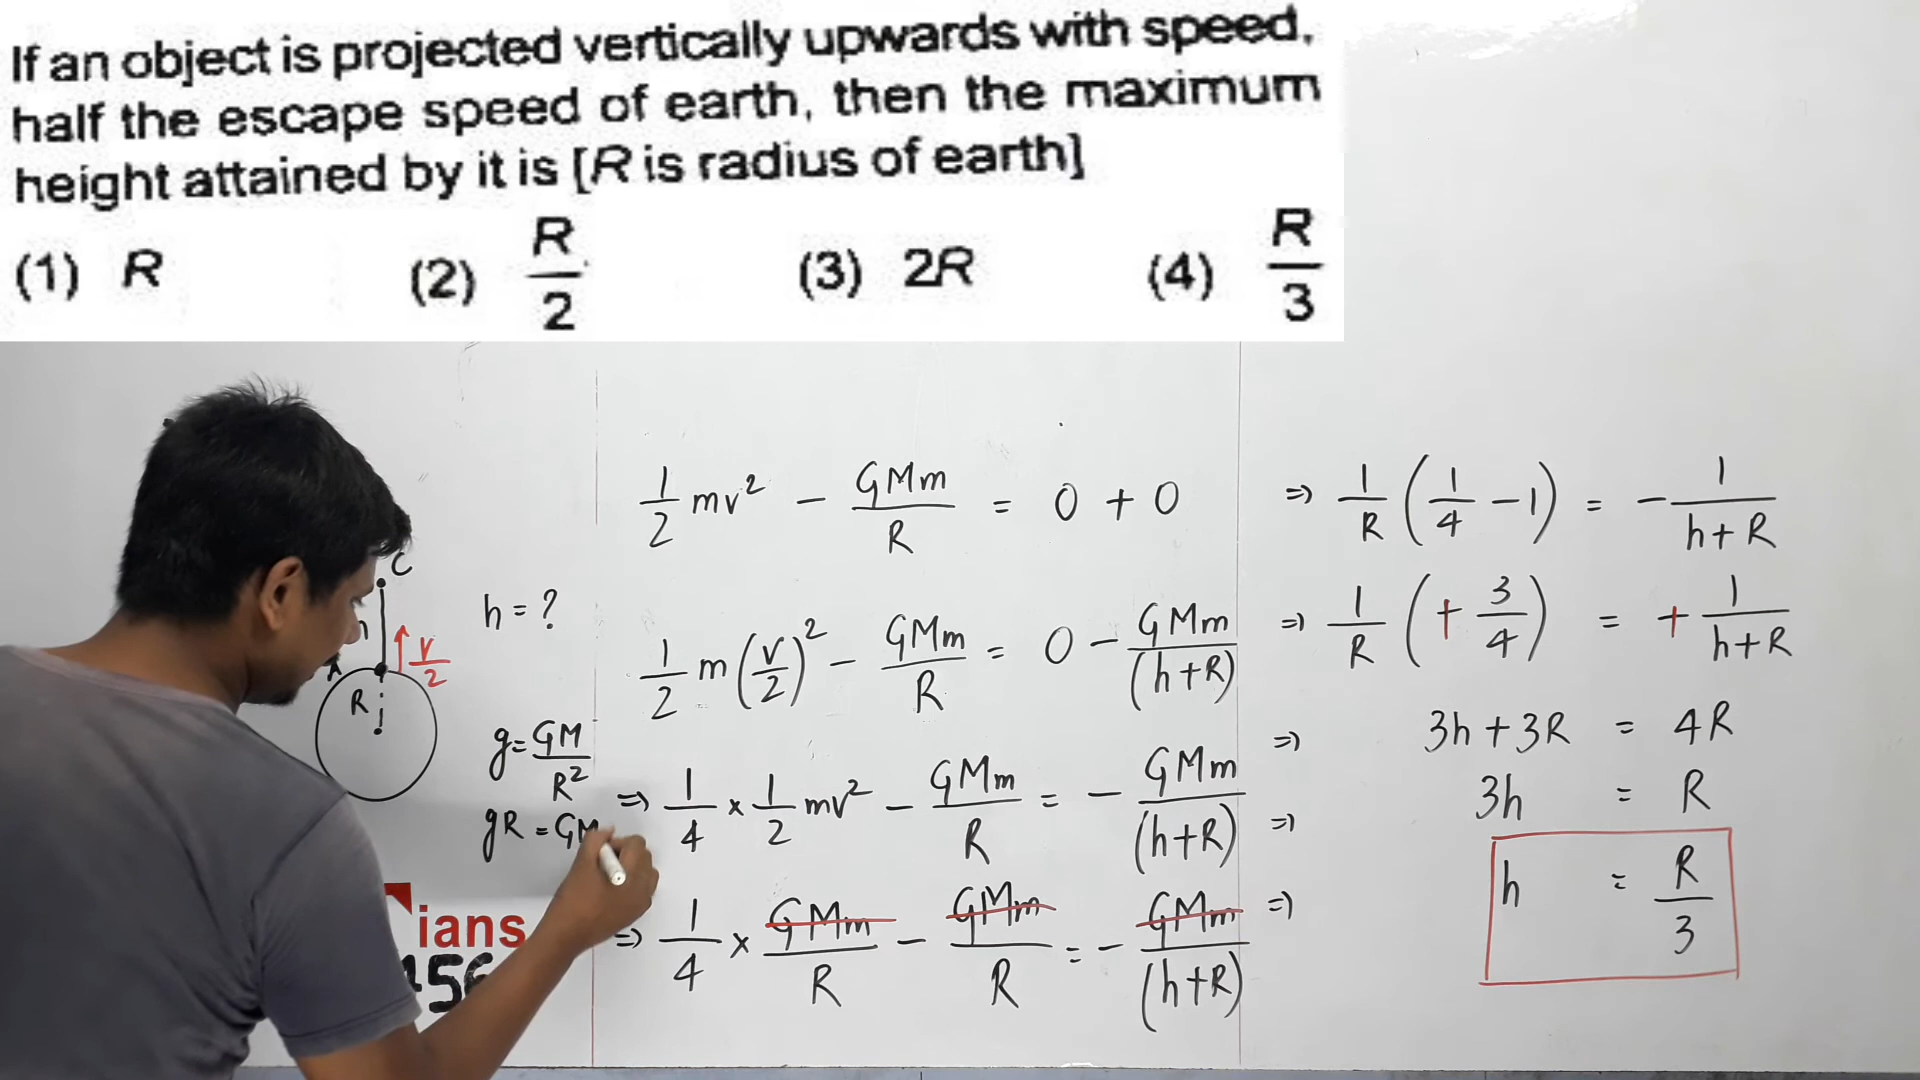 If an object is projected vertically upwards with speed,
half the escape speed of earth, then the maximum
height attained by it is [R is radius of earth]
(1) R (2) R/2 (3) 2R (4) R/3
C
h = ?
V/2
R
g = GM/R²
gR = GM
ians
456
1/2 mv² − GMm/R = 0 + 0
1/2 m(v/2)² − GMm/R = 0 − GMm/(h+R)
⇒ 1/4 × 1/2 mv² − GMm/R = − GMm/(h+R)
⇒ 1/4 × GMm/R − GMm/R = − GMm/(h+R)
⇒ 1/R (1/4 − 1) = − 1/(h+R)
⇒ 1/R (+ 3/4) = + 1/(h+R)
⇒ 3h + 3R = 4R
⇒ 3h = R
⇒ h = R/3